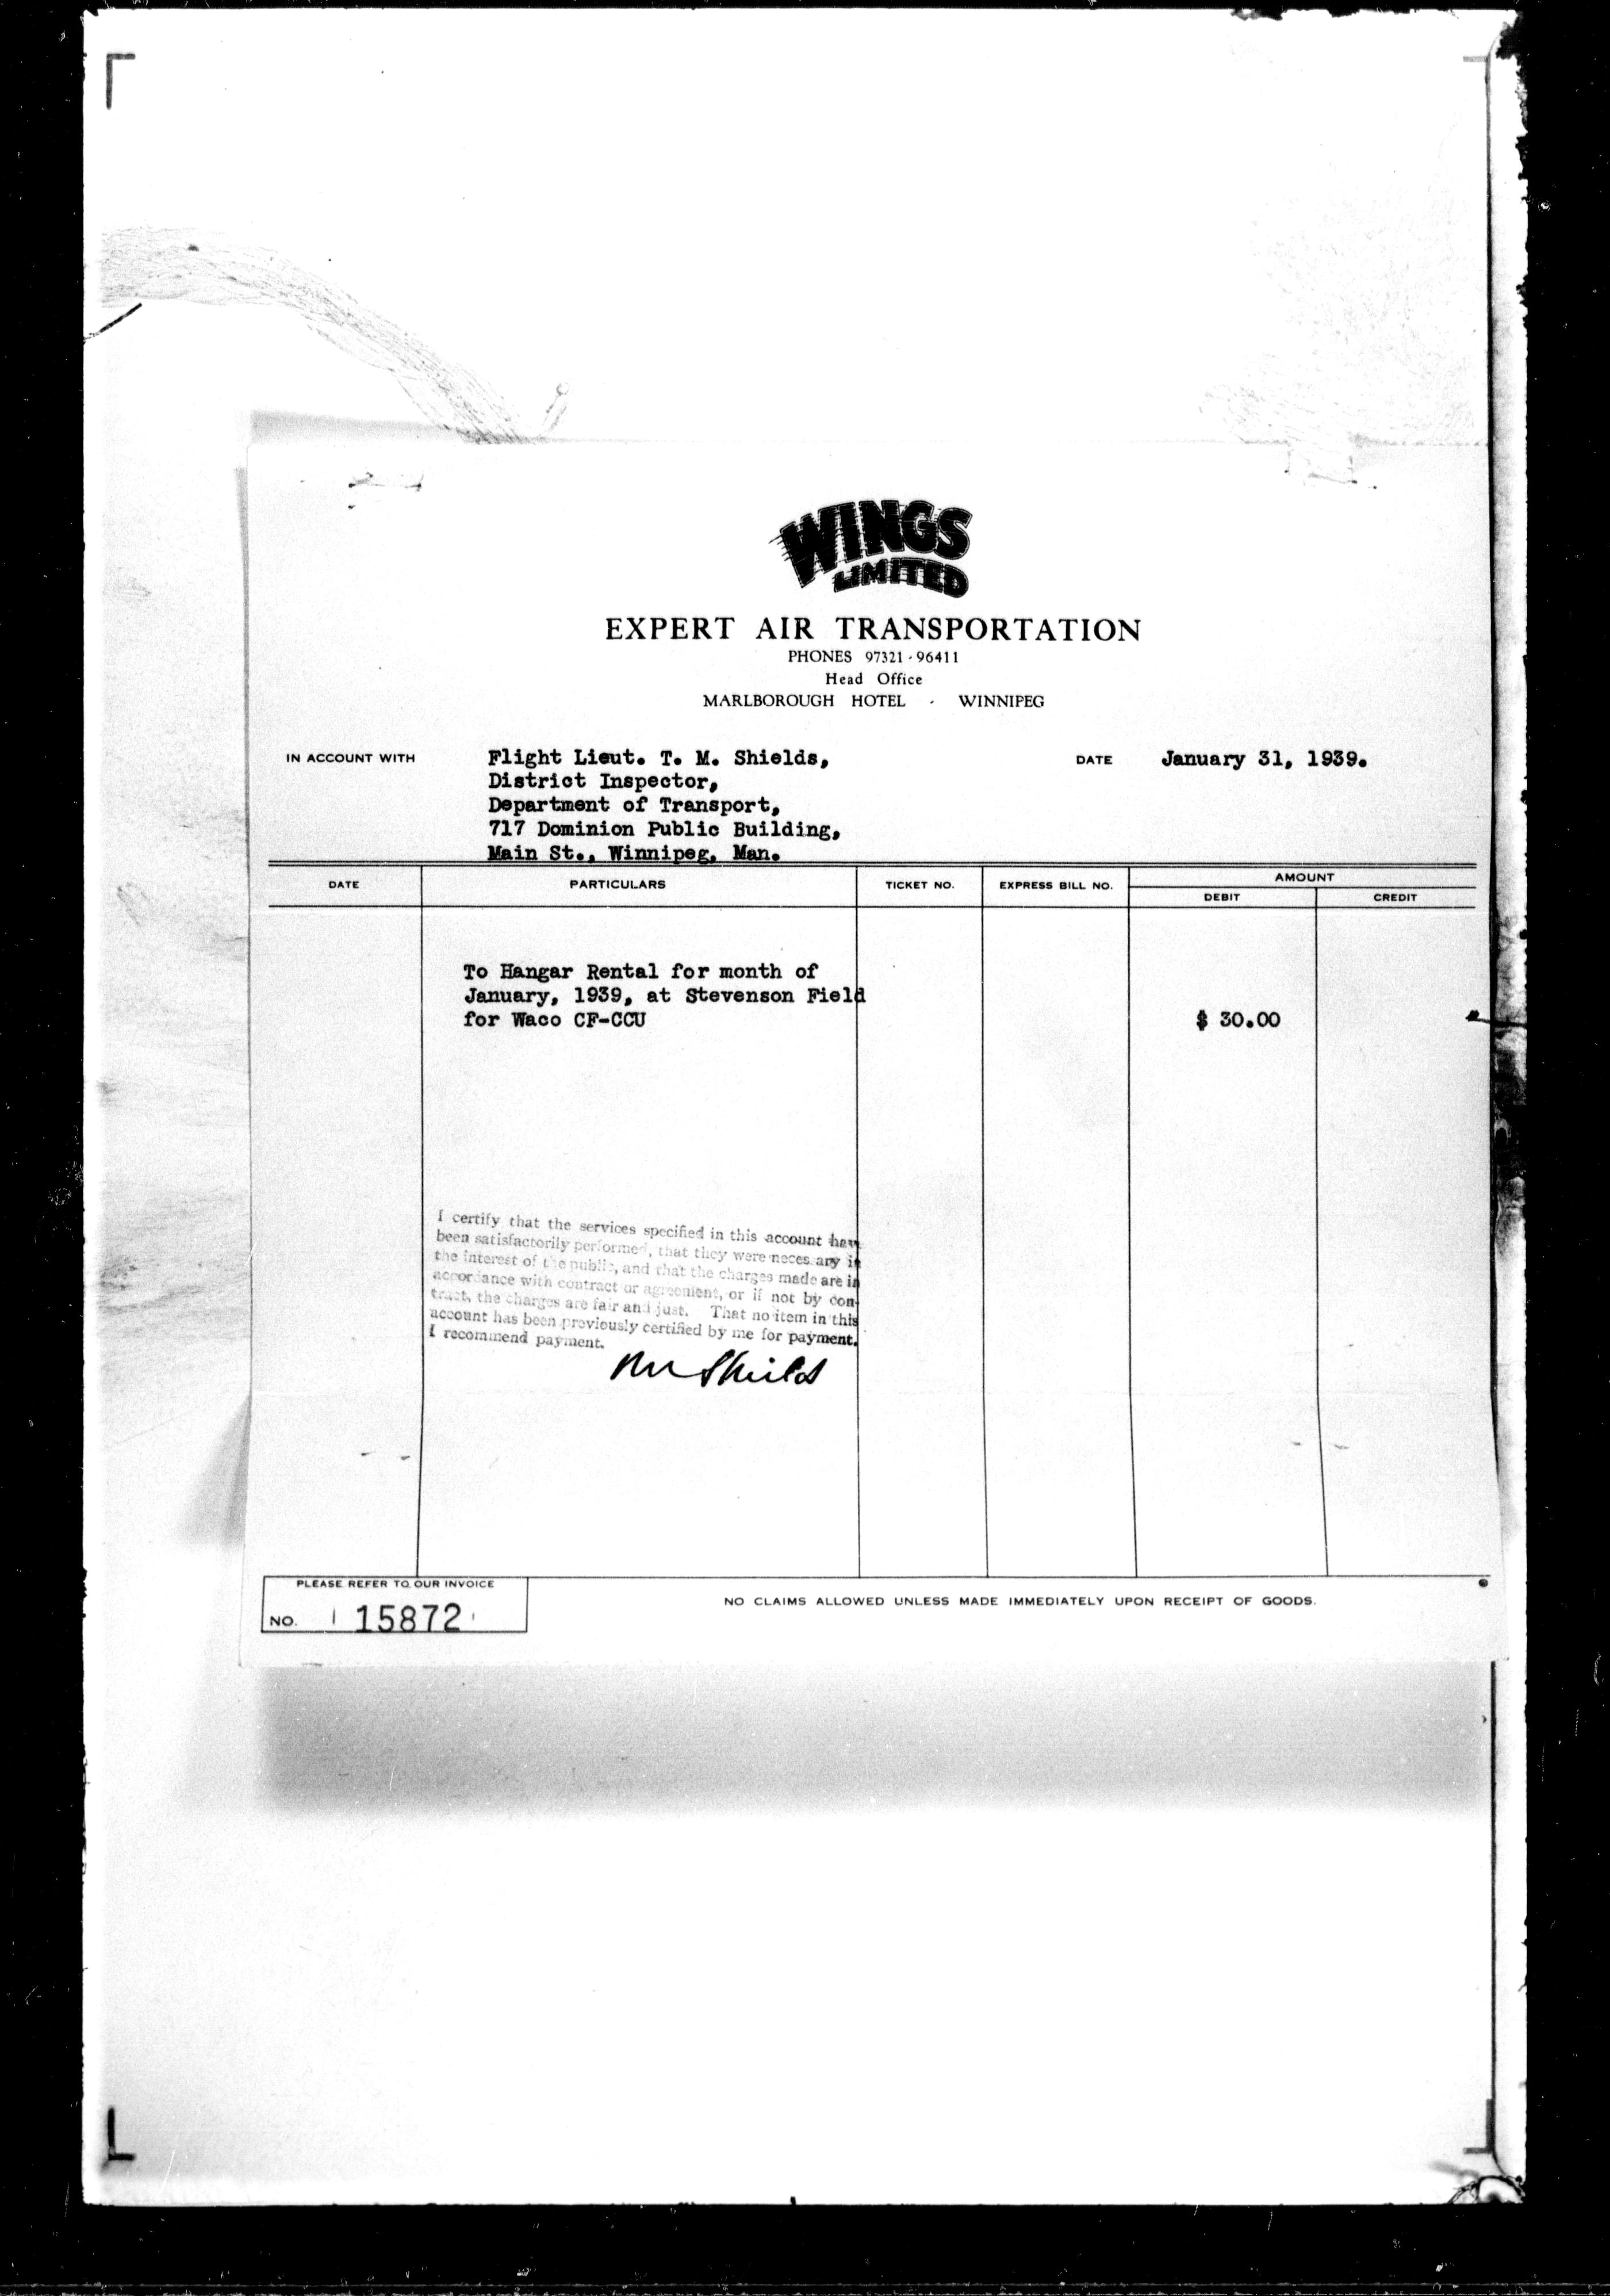 WINGS
LIMITED
EXPERT AIR TRANSPORTATION
PHONES 97321 - 96411
Head Office
MARLBOROUGH HOTEL - WINNIPEG
IN ACCOUNT WITH
Flight Lieut. T. M. Shields,
District Inspector,
Department of Transport,
717 Dominion Public Building,
Main St., Winnipeg, Man.
DATE January 31, 1939.
DATE PARTICULARS TICKET NO. EXPRESS BILL NO. AMOUNT
DEBIT CREDIT
To Hangar Rental for month of
January, 1939, at Stevenson Field
for Waco CF-CCU $ 30.00
I certify that the services specified in this account have
been satisfactorily performed, that they were necessary in
the interest of the public, and that the charges made are in
accordance with contract or agreement, or if not by con-
tract, the charges are fair and just. That no item in this
account has been previously certified by me for payment.
I recommend payment.
Shields
PLEASE REFER TO OUR INVOICE
NO. 15872
NO CLAIMS ALLOWED UNLESS MADE IMMEDIATELY UPON RECEIPT OF GOODS.